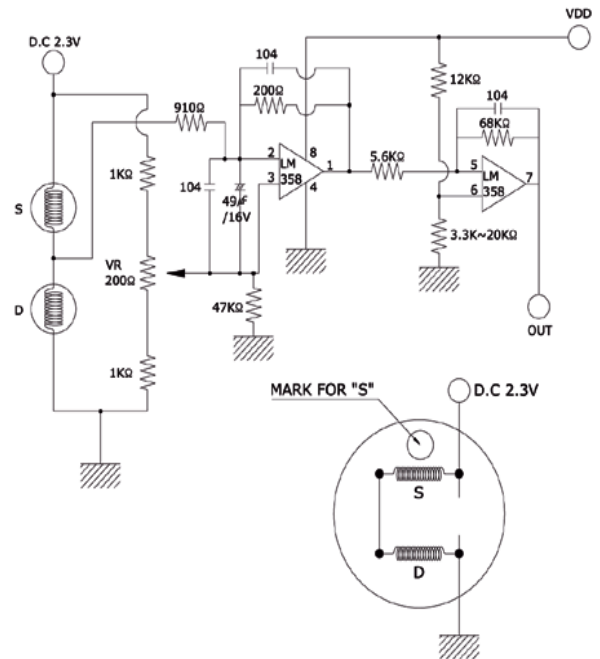 VDD
D.C 2.3V
104
12KΩ
104
200Ω
910Ω
68KΩ
2
8
1
LM
358
3
4
5.6KΩ
5
LM
358
6
7
1KΩ
104
/16V
S
3.3K~20KΩ
VR
200Ω
D
47KΩ
OUT
1KΩ
MARK FOR "S"
D.C 2.3V
S
D